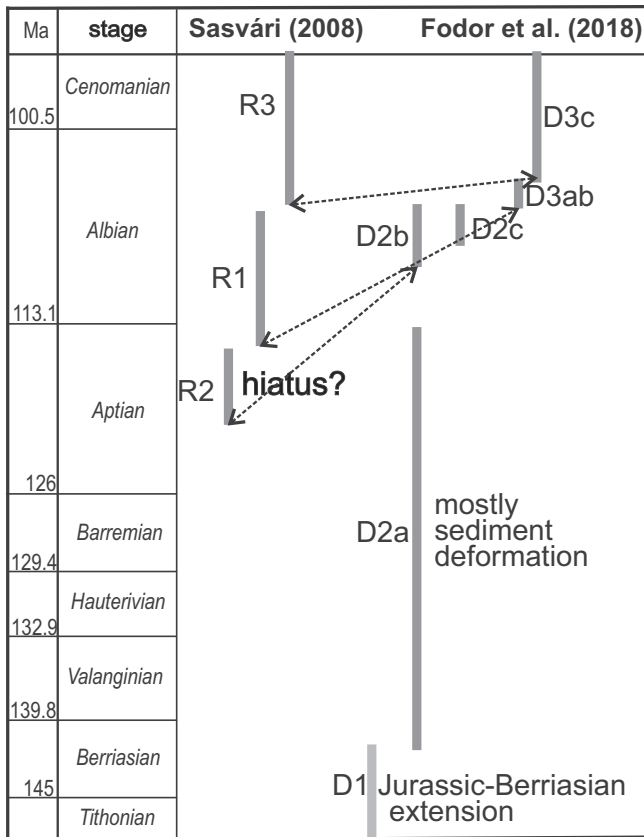 Ma stage Sasvári (2008) Fodor et al. (2018)
Cenomanian
R3
D3c
100.5
D3ab
Albian
D2b
D2c
R1
113.1
R2
hiatus?
Aptian
126
mostly
Barremian
D2a
sediment
deformation
129.4
Hauterivian
132.9
Valanginian
139.8
Berriasian
D1 Jurassic-Berriasian
145
extension
Tithonian